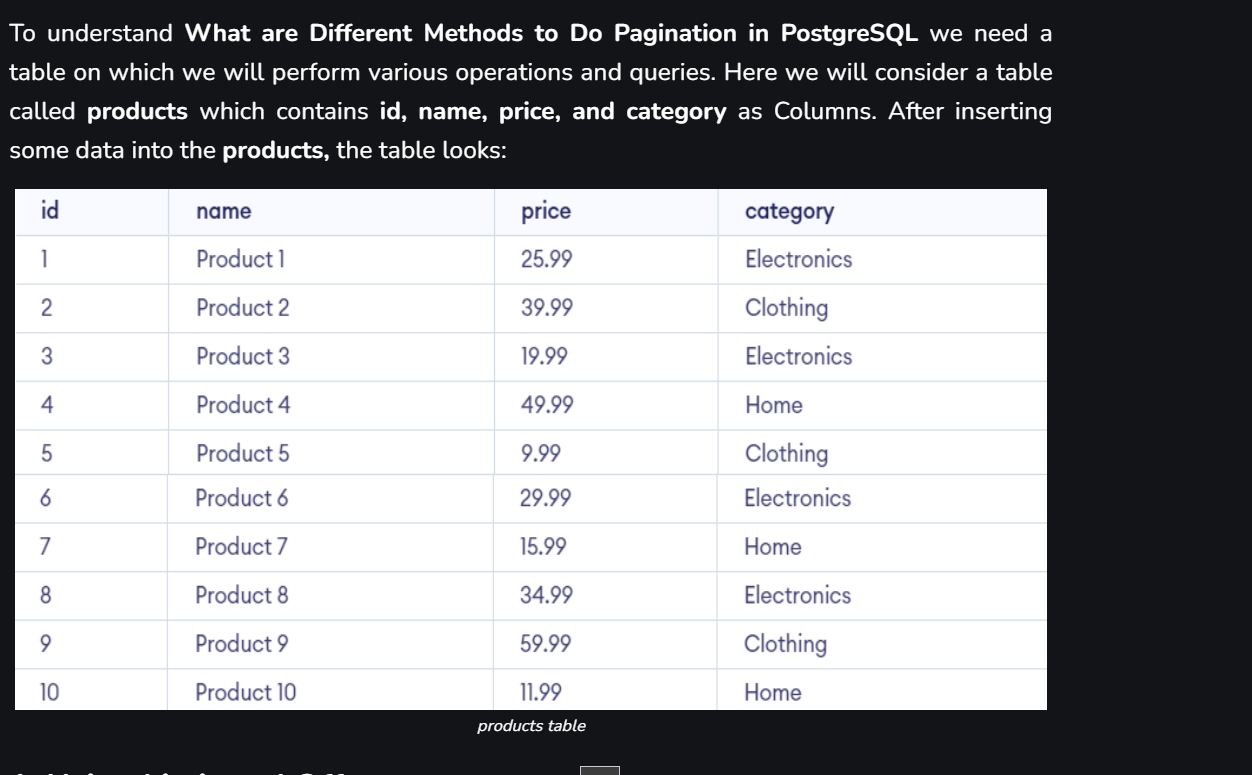 To understand What are Different Methods to Do Pagination in PostgreSQL we need a
table on which we will perform various operations and queries. Here we will consider a table
called products which contains id, name, price, and category as Columns. After inserting
some data into the products, the table looks:
id name price category
1 Product 1 25.99 Electronics
2 Product 2 39.99 Clothing
3 Product 3 19.99 Electronics
4 Product 4 49.99 Home
5 Product 5 9.99 Clothing
6 Product 6 29.99 Electronics
7 Product 7 15.99 Home
8 Product 8 34.99 Electronics
9 Product 9 59.99 Clothing
10 Product 10 11.99 Home
products table